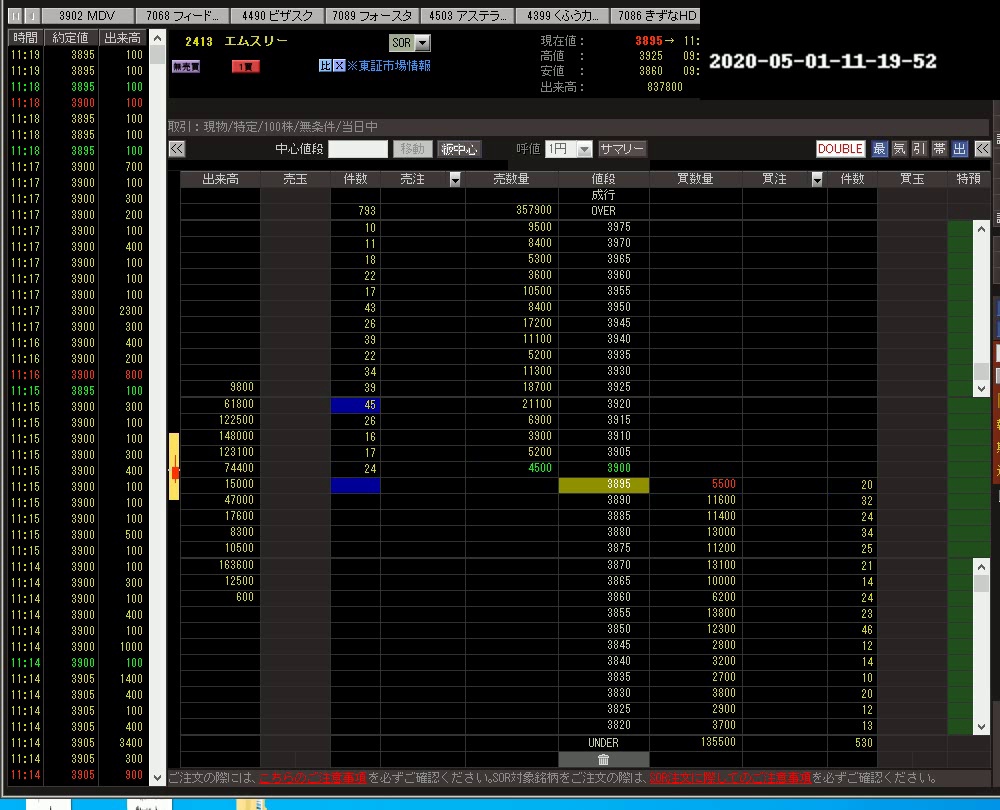 3902 MDV 7068 フィード… 4490 ビザスク 7089 フォースタ 4503 アステラ… 4399 くふうカ… 7086 きずなHD
2413 エムスリー SOR
無売買 1買 比 X ※東証市場情報
現在値： 3895→ 11:
高値： 3925 09:
安値： 3860 09:
出来高： 837800
2020-05-01-11-19-52
取引：現物/特定/100株/無条件/当日中
中心値段 移動 板中心 呼値 1円 サマリー DOUBLE 最 気 引 帯 出
時間 約定値 出来高
11:19 3895 100
11:19 3895 100
11:18 3895 100
11:18 3900 100
11:18 3895 100
11:18 3895 100
11:18 3895 100
11:17 3900 700
11:17 3900 100
11:17 3900 300
11:17 3900 200
11:17 3900 100
11:17 3900 400
11:17 3900 100
11:17 3900 100
11:17 3900 100
11:17 3900 2300
11:17 3900 300
11:16 3900 400
11:16 3900 200
11:16 3900 800
11:15 3895 100
11:15 3900 300
11:15 3900 400
11:15 3900 100
11:15 3900 300
11:15 3900 400
11:15 3900 100
11:15 3900 100
11:15 3900 100
11:15 3900 500
11:15 3900 100
11:14 3900 100
11:14 3900 300
11:14 3900 100
11:14 3900 400
11:14 3900 100
11:14 3900 1000
11:14 3900 100
11:14 3905 1400
11:14 3905 400
11:14 3905 100
11:14 3905 400
11:14 3905 3400
11:14 3905 300
11:14 3905 900
出来高 売玉 件数 売注 売数量 値段 買数量 買注 件数 買玉 特預
成行
793 357900 OVER
10 9500 3975
11 8400 3970
18 5300 3965
22 3600 3960
17 10500 3955
43 8400 3950
26 17200 3945
39 11100 3940
22 5200 3935
34 11300 3930
9800 39 18700 3925
61800 45 21100 3920
122500 26 6900 3915
148000 16 3900 3910
123100 17 5200 3905
74400 24 4500 3900
15000 3895 5500 20
47000 3890 11600 32
17600 3885 11400 24
8300 3880 13000 34
10500 3875 11200 25
163600 3870 13100 21
12500 3865 10000 14
600 3860 6200 24
3855 13800 23
3850 12300 46
3845 2800 12
3840 3200 14
3835 2700 10
3830 3800 20
3825 2900 12
3820 3700 13
UNDER 135500 530
ご注文の際には、こちらのご注意事項を必ずご確認ください。SOR対象銘柄をご注文の際は、SOR注文に際してのご注意事項を必ずご確認ください。